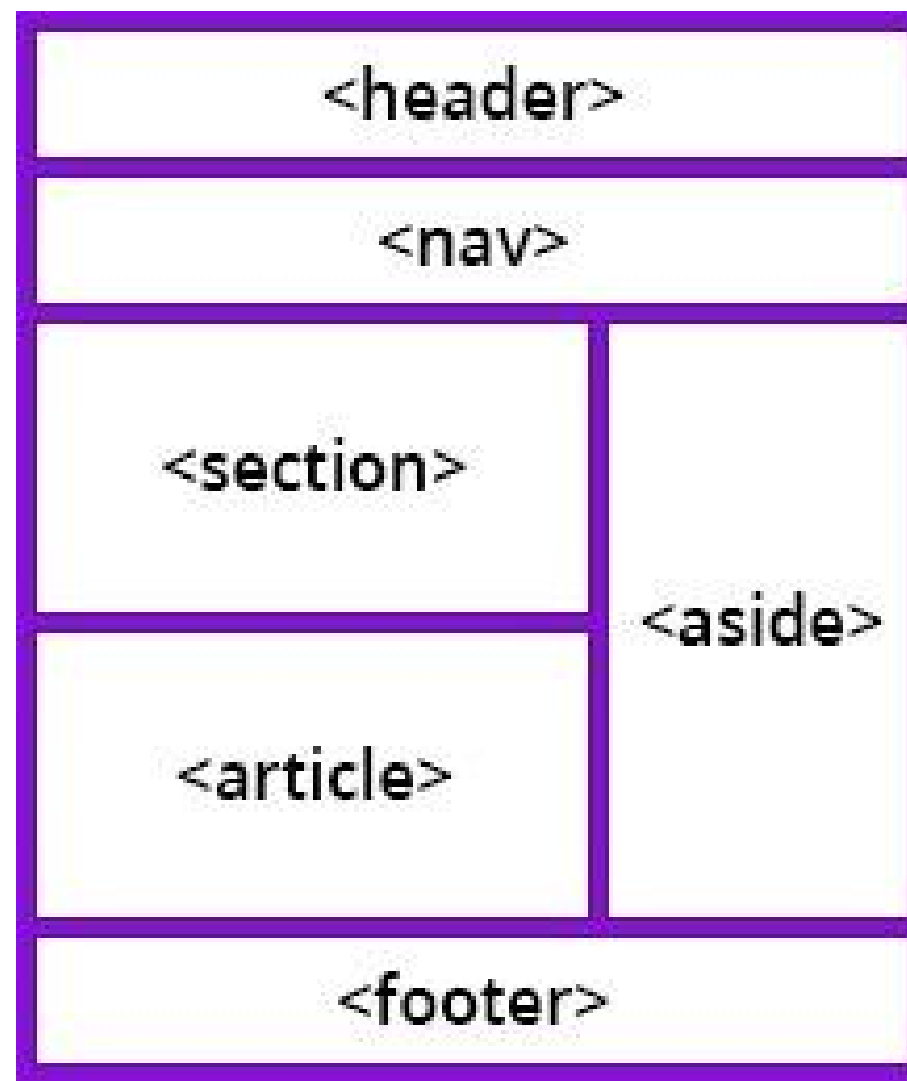 <header>
<nav>
<section>
<aside>
<article>
<footer>